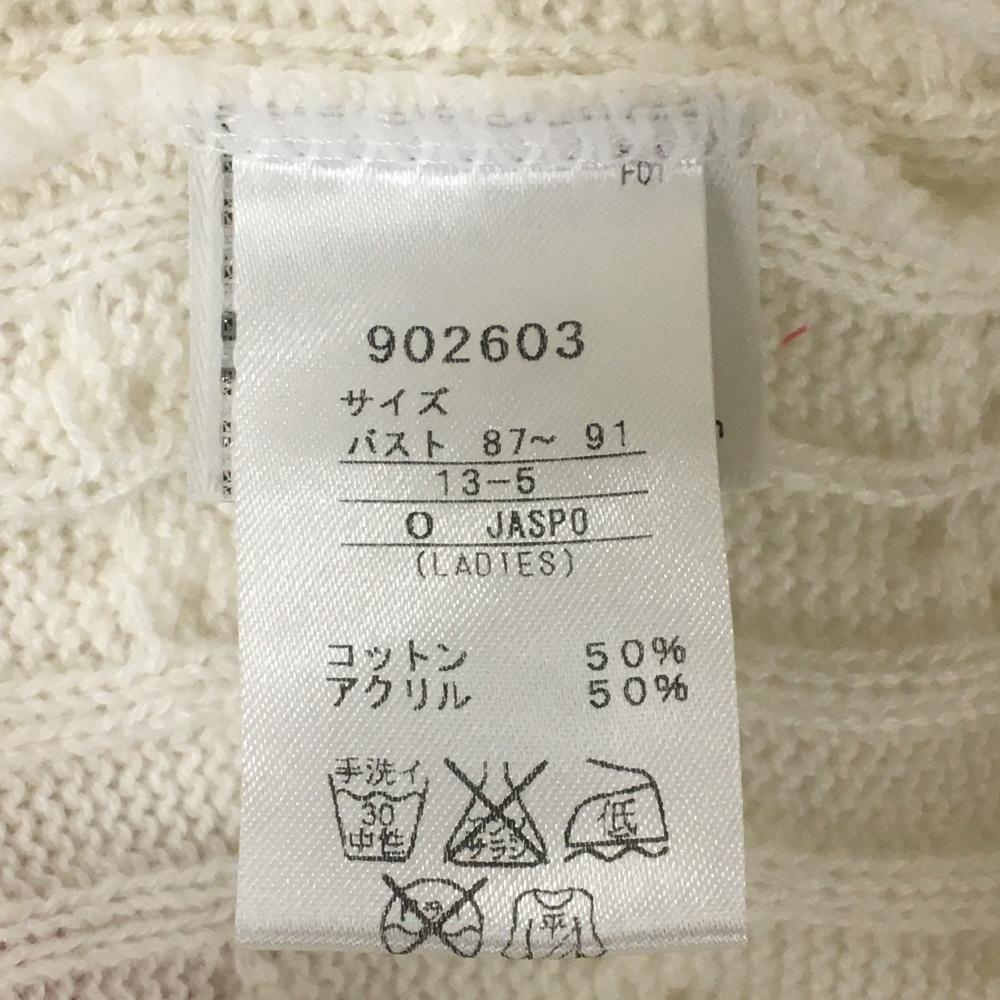 902603
サイズ
バスト 87~ 91
13-5
O JASPO
(LADIES)
コットン 50%
アクリル 50%
手洗イ
30
中性
低
平